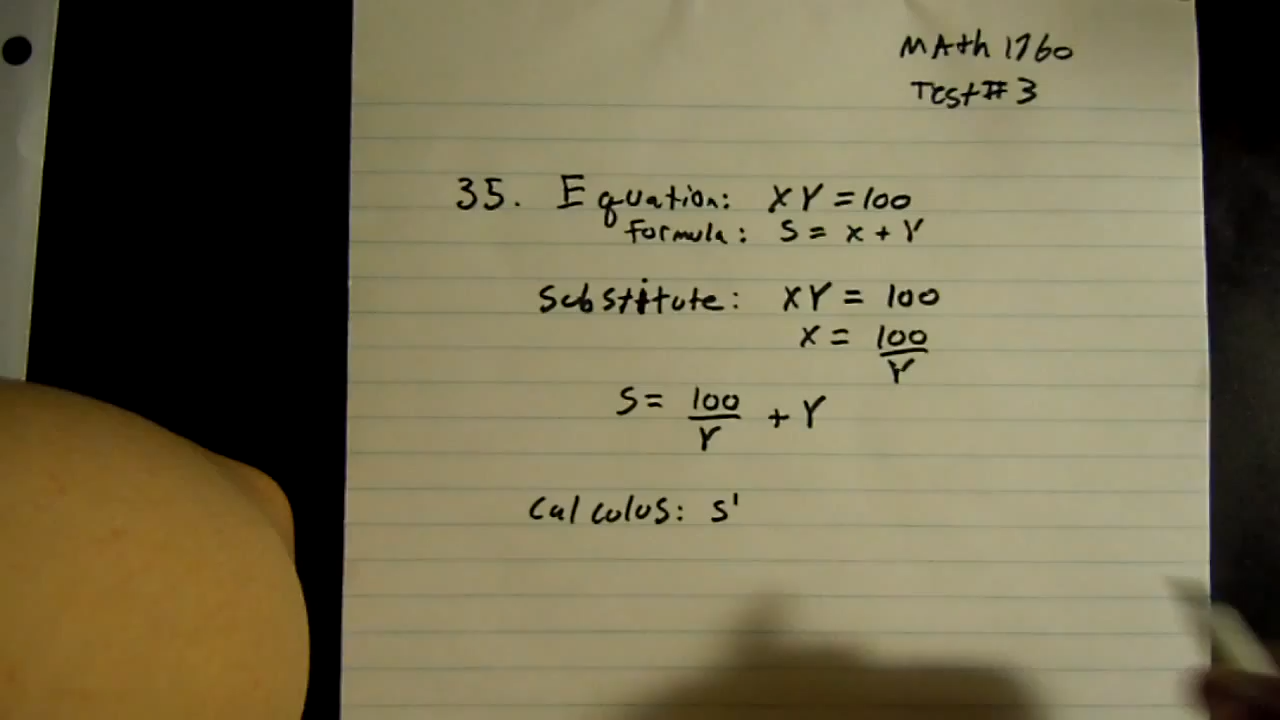 MAth 1760
Test # 3
35. Equation: XY = 100
Formula: S = x + Y
Substitute: XY = 100
X = 100/Y
S = 100/Y + Y
Calculus: S'